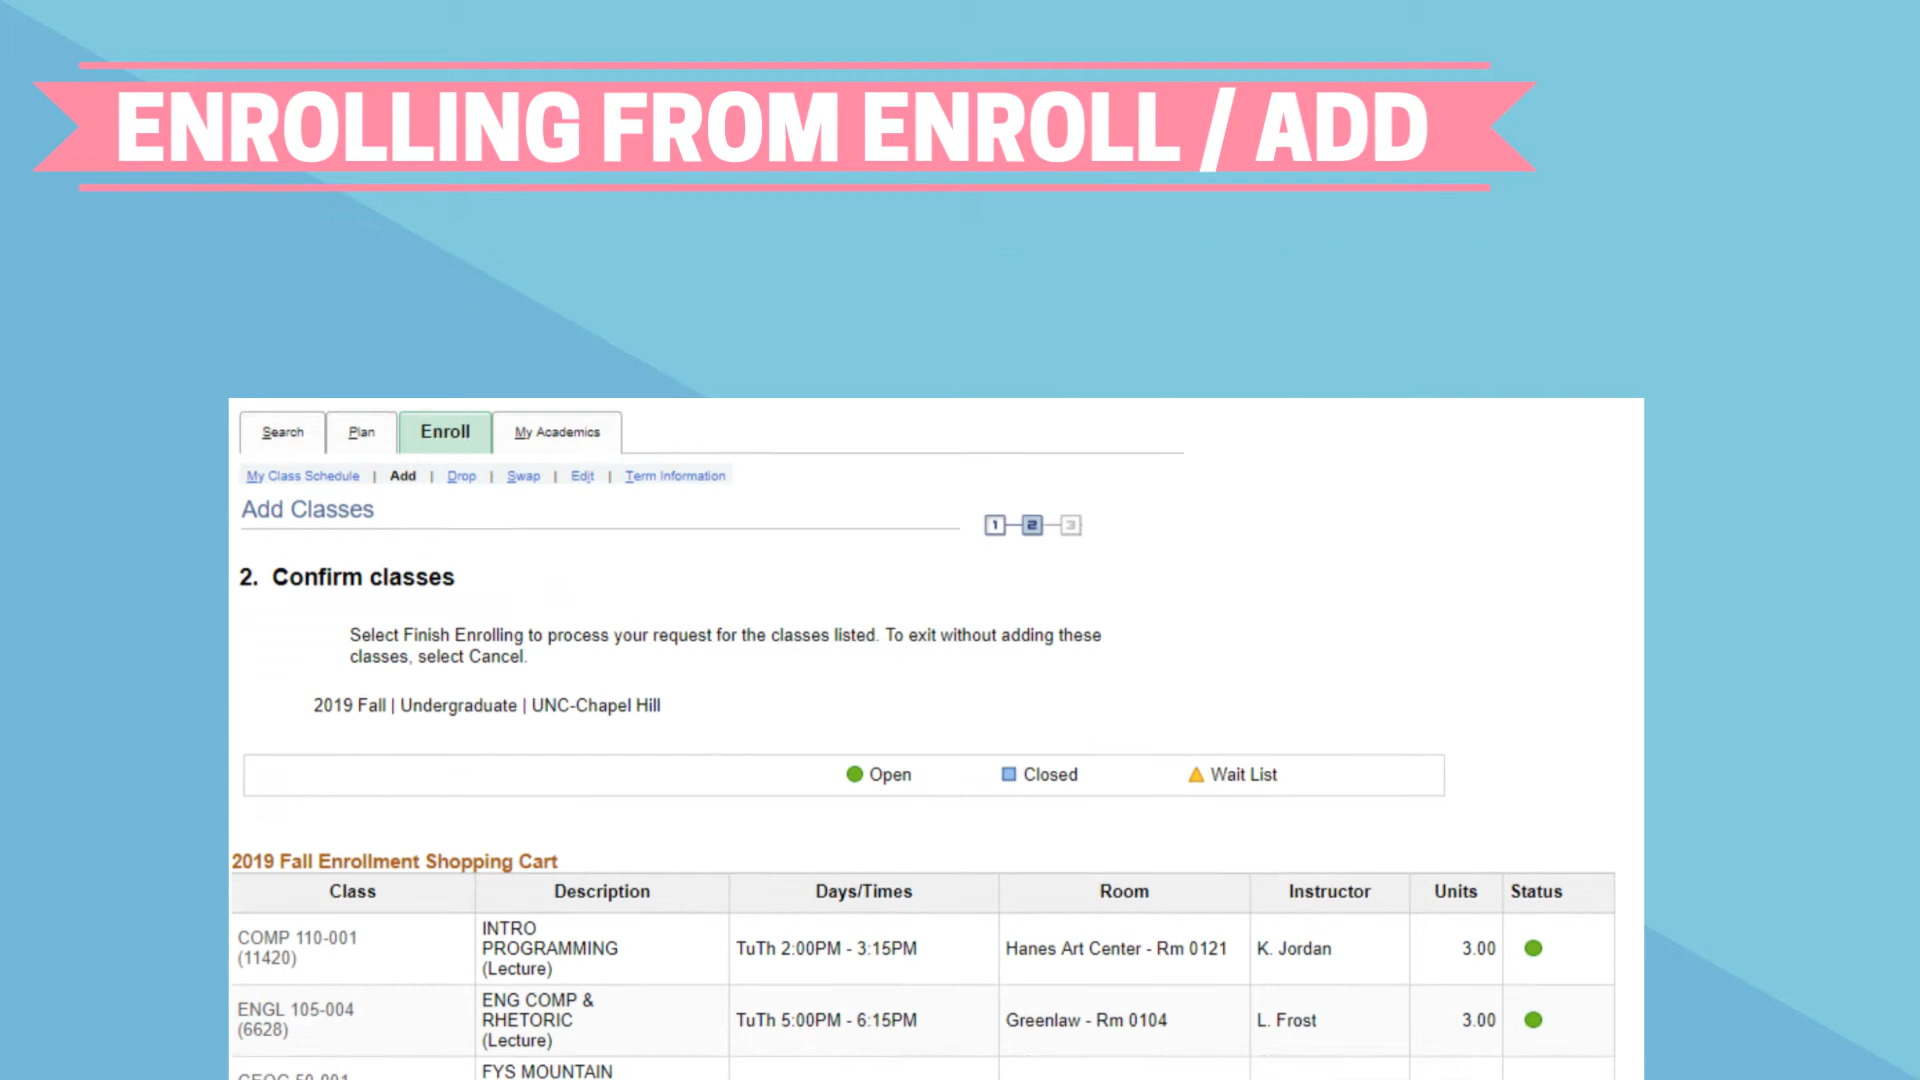 ENROLLING FROM ENROLL / ADD
Search Plan Enroll My Academics
My Class Schedule | Add | Drop | Swap | Edit | Term Information
Add Classes
1 2 3
2. Confirm classes
Select Finish Enrolling to process your request for the classes listed. To exit without adding these
classes, select Cancel.
2019 Fall | Undergraduate | UNC-Chapel Hill
Open Closed Wait List
2019 Fall Enrollment Shopping Cart
Class Description Days/Times Room Instructor Units Status
COMP 110-001
(11420)
INTRO
PROGRAMMING
(Lecture)
TuTh 2:00PM - 3:15PM
Hanes Art Center - Rm 0121
K. Jordan
3.00
ENGL 105-004
(6628)
ENG COMP &
RHETORIC
(Lecture)
TuTh 5:00PM - 6:15PM
Greenlaw - Rm 0104
L. Frost
3.00
FYS MOUNTAIN